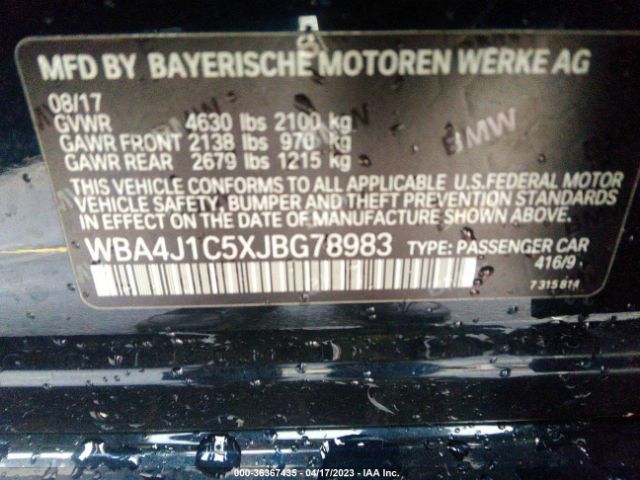 MFD BY BAYERISCHE MOTOREN WERKE AG
08/17
GVWR 4630 lbs 2100 kg
GAWR FRONT 2138 lbs 970 kg
GAWR REAR 2679 lbs 1215 kg
BMW
THIS VEHICLE CONFORMS TO ALL APPLICABLE U.S.FEDERAL MOTOR
VEHICLE SAFETY, BUMPER AND THEFT PREVENTION STANDARDS
IN EFFECT ON THE DATE OF MANUFACTURE SHOWN ABOVE.
WBA4J1C5XJBG78983 TYPE: PASSENGER CAR
416/9
7 315 814
000-36367435 - 04/17/2023 - IAA Inc.